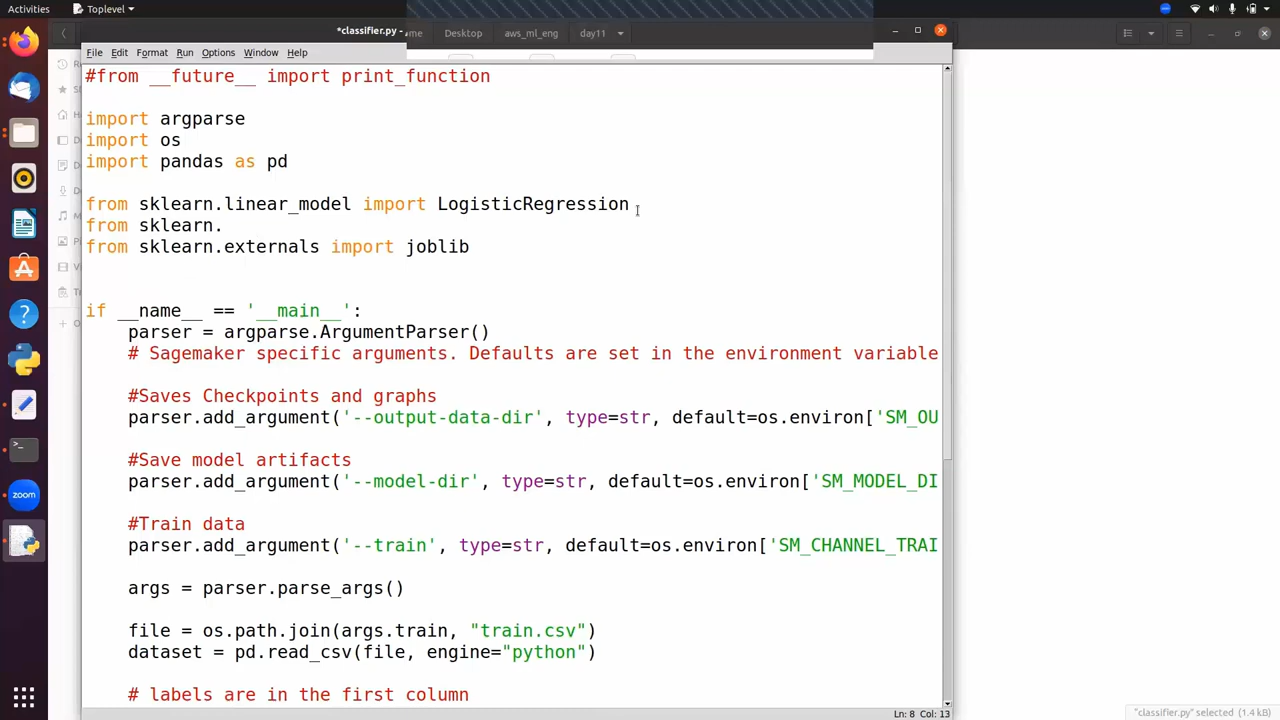 Activities
Toplevel
*classifier.py -
me
Desktop
aws_ml_eng
day11
File Edit Format Run Options Window Help
#from __future__ import print_function
import argparse
import os
import pandas as pd
from sklearn.linear_model import LogisticRegression
from sklearn.
from sklearn.externals import joblib
if __name__ == '__main__':
parser = argparse.ArgumentParser()
# Sagemaker specific arguments. Defaults are set in the environment variable
#Saves Checkpoints and graphs
parser.add_argument('--output-data-dir', type=str, default=os.environ['SM_OU
#Save model artifacts
parser.add_argument('--model-dir', type=str, default=os.environ['SM_MODEL_DI
#Train data
parser.add_argument('--train', type=str, default=os.environ['SM_CHANNEL_TRAI
args = parser.parse_args()
file = os.path.join(args.train, "train.csv")
dataset = pd.read_csv(file, engine="python")
# labels are in the first column
Ln: 8 Col: 13
"classifier.py" selected (1.4 kB)
zoom